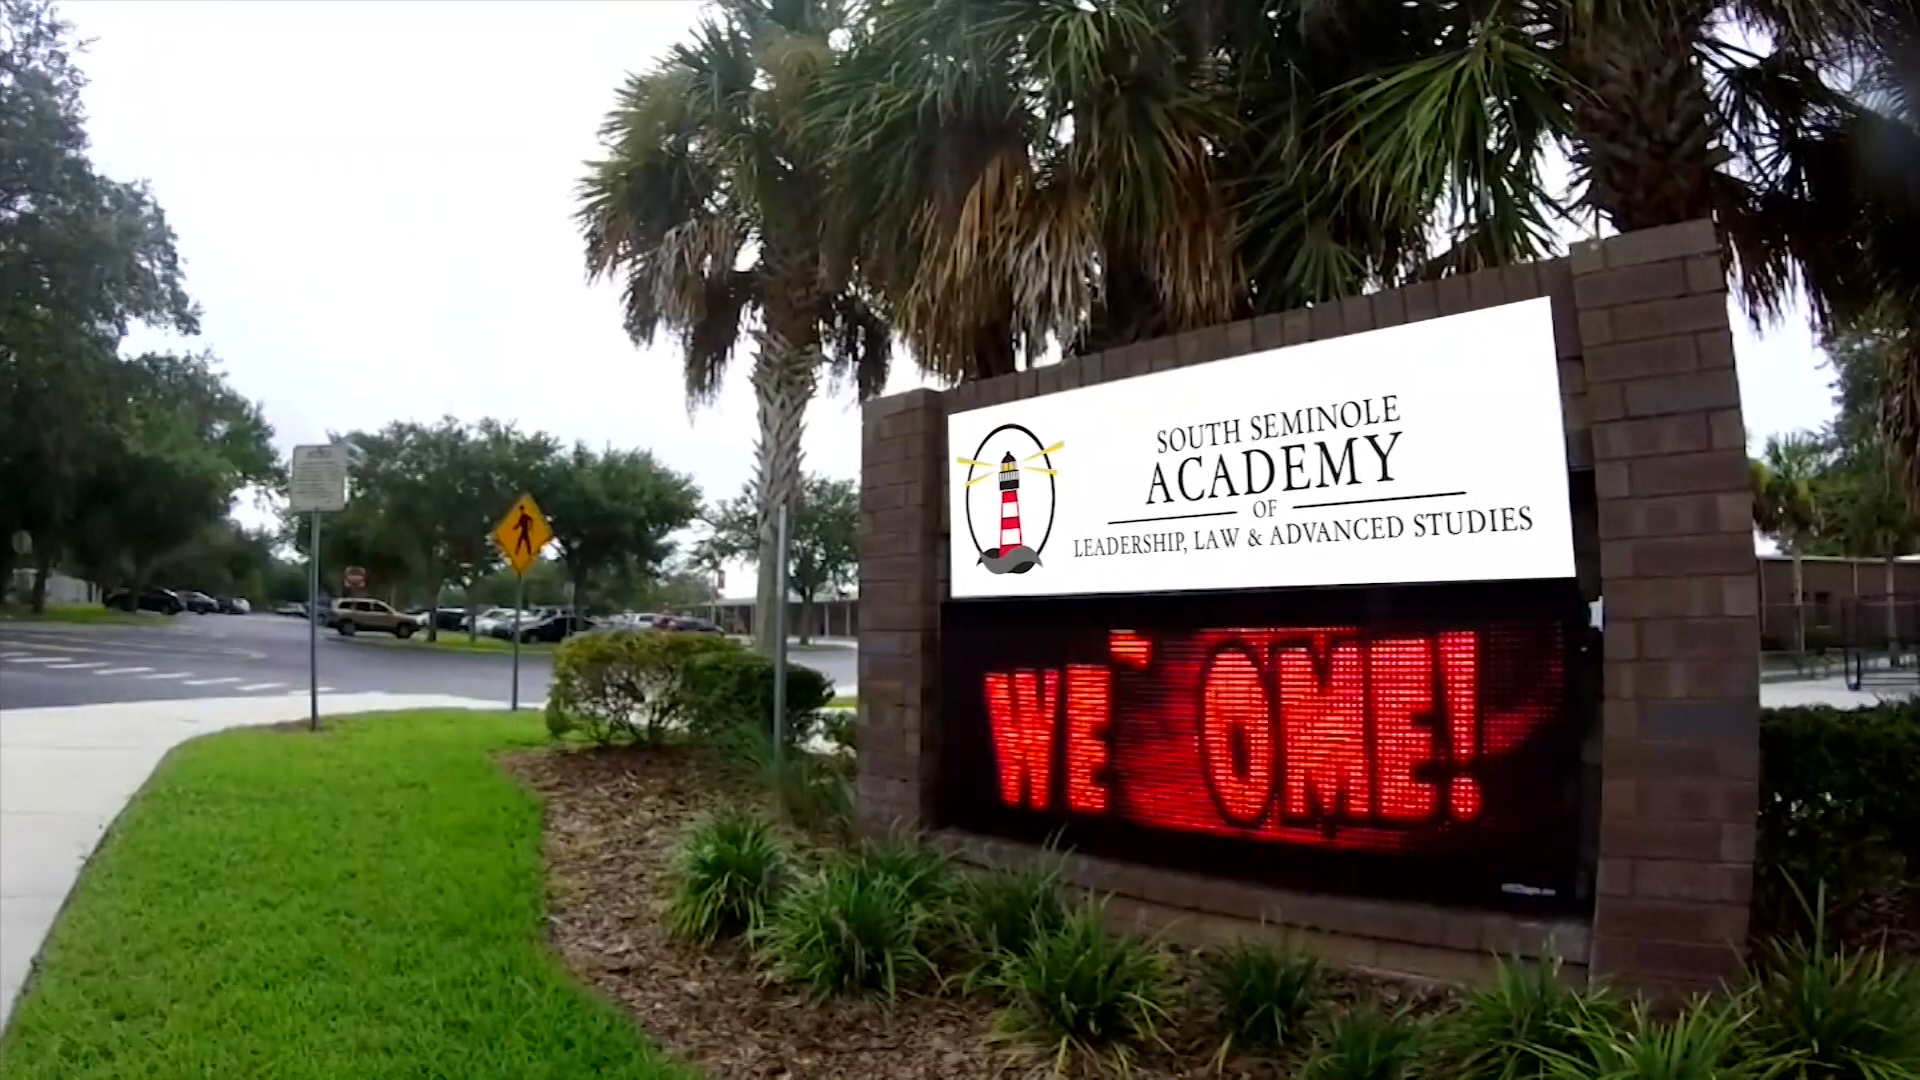 SOUTH SEMINOLE
ACADEMY
OF
LEADERSHIP, LAW & ADVANCED STUDIES
WE OME!